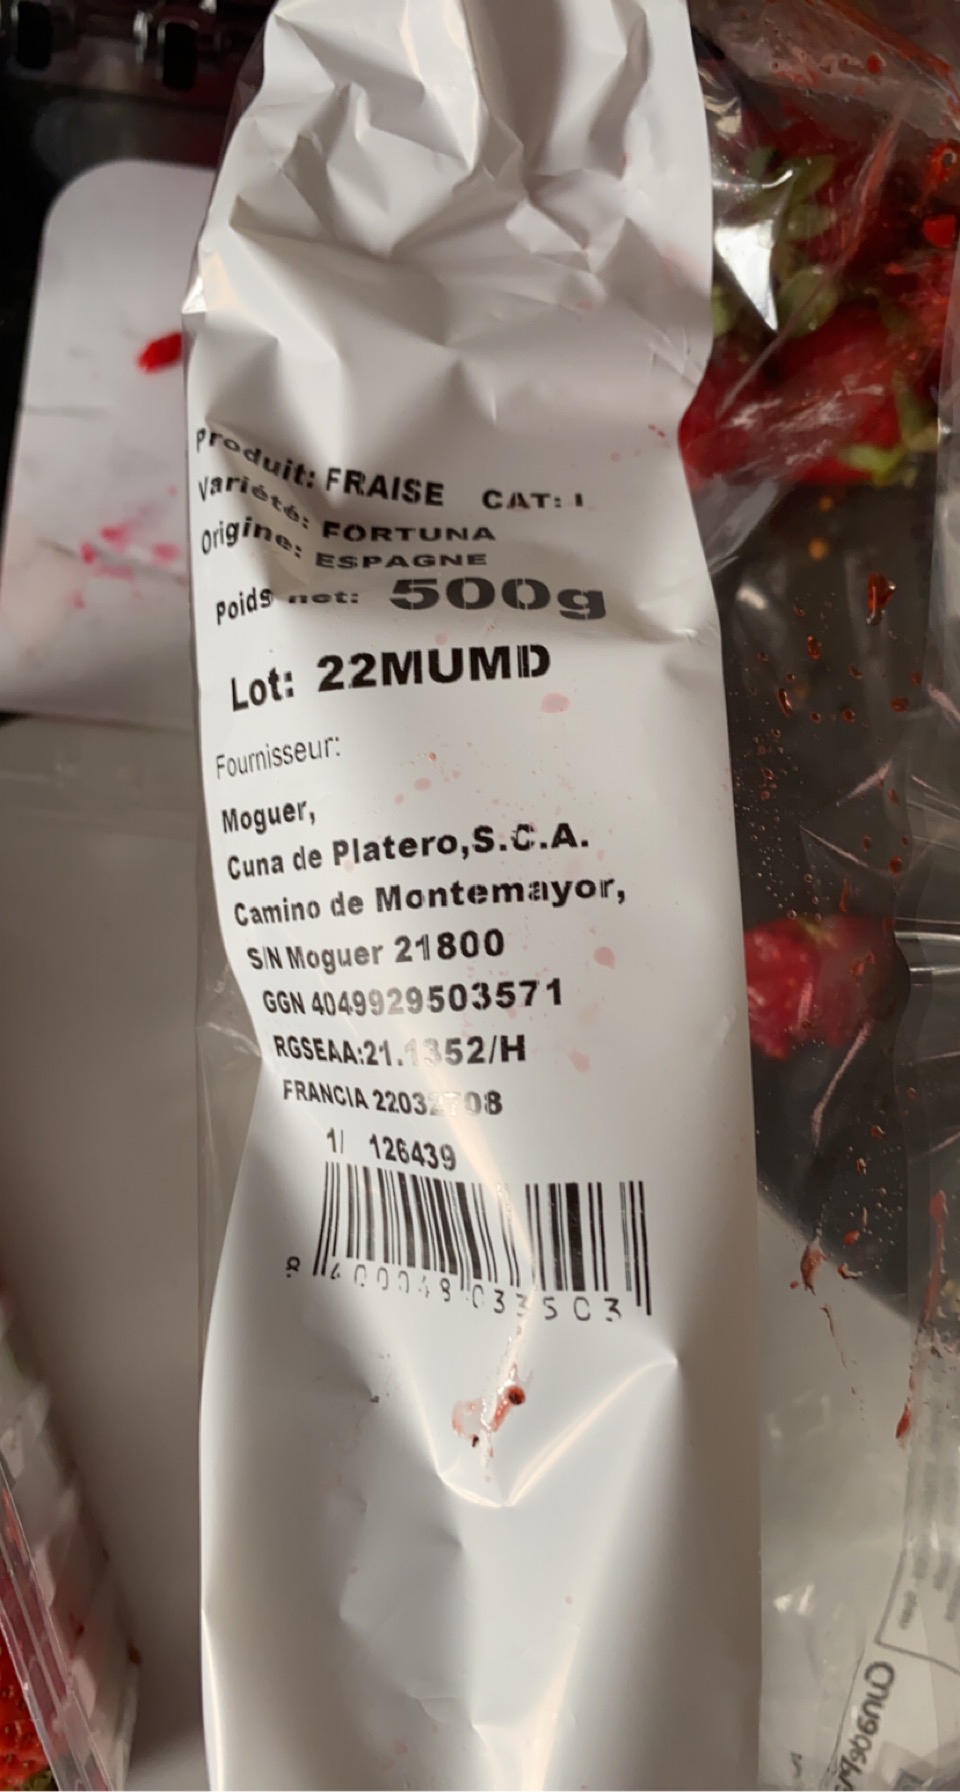 Produit: FRAISE CAT: I
Variété: FORTUNA
Origine: ESPAGNE
Poids net: 500g
Lot: 22MUMD
Fournisseur:
Moguer,
Cuna de Platero,S.C.A.
Camino de Montemayor,
S/N Moguer 21800
GGN 4049929503571
RGSEAA:21.1352/H
FRANCIA
1/ 126439